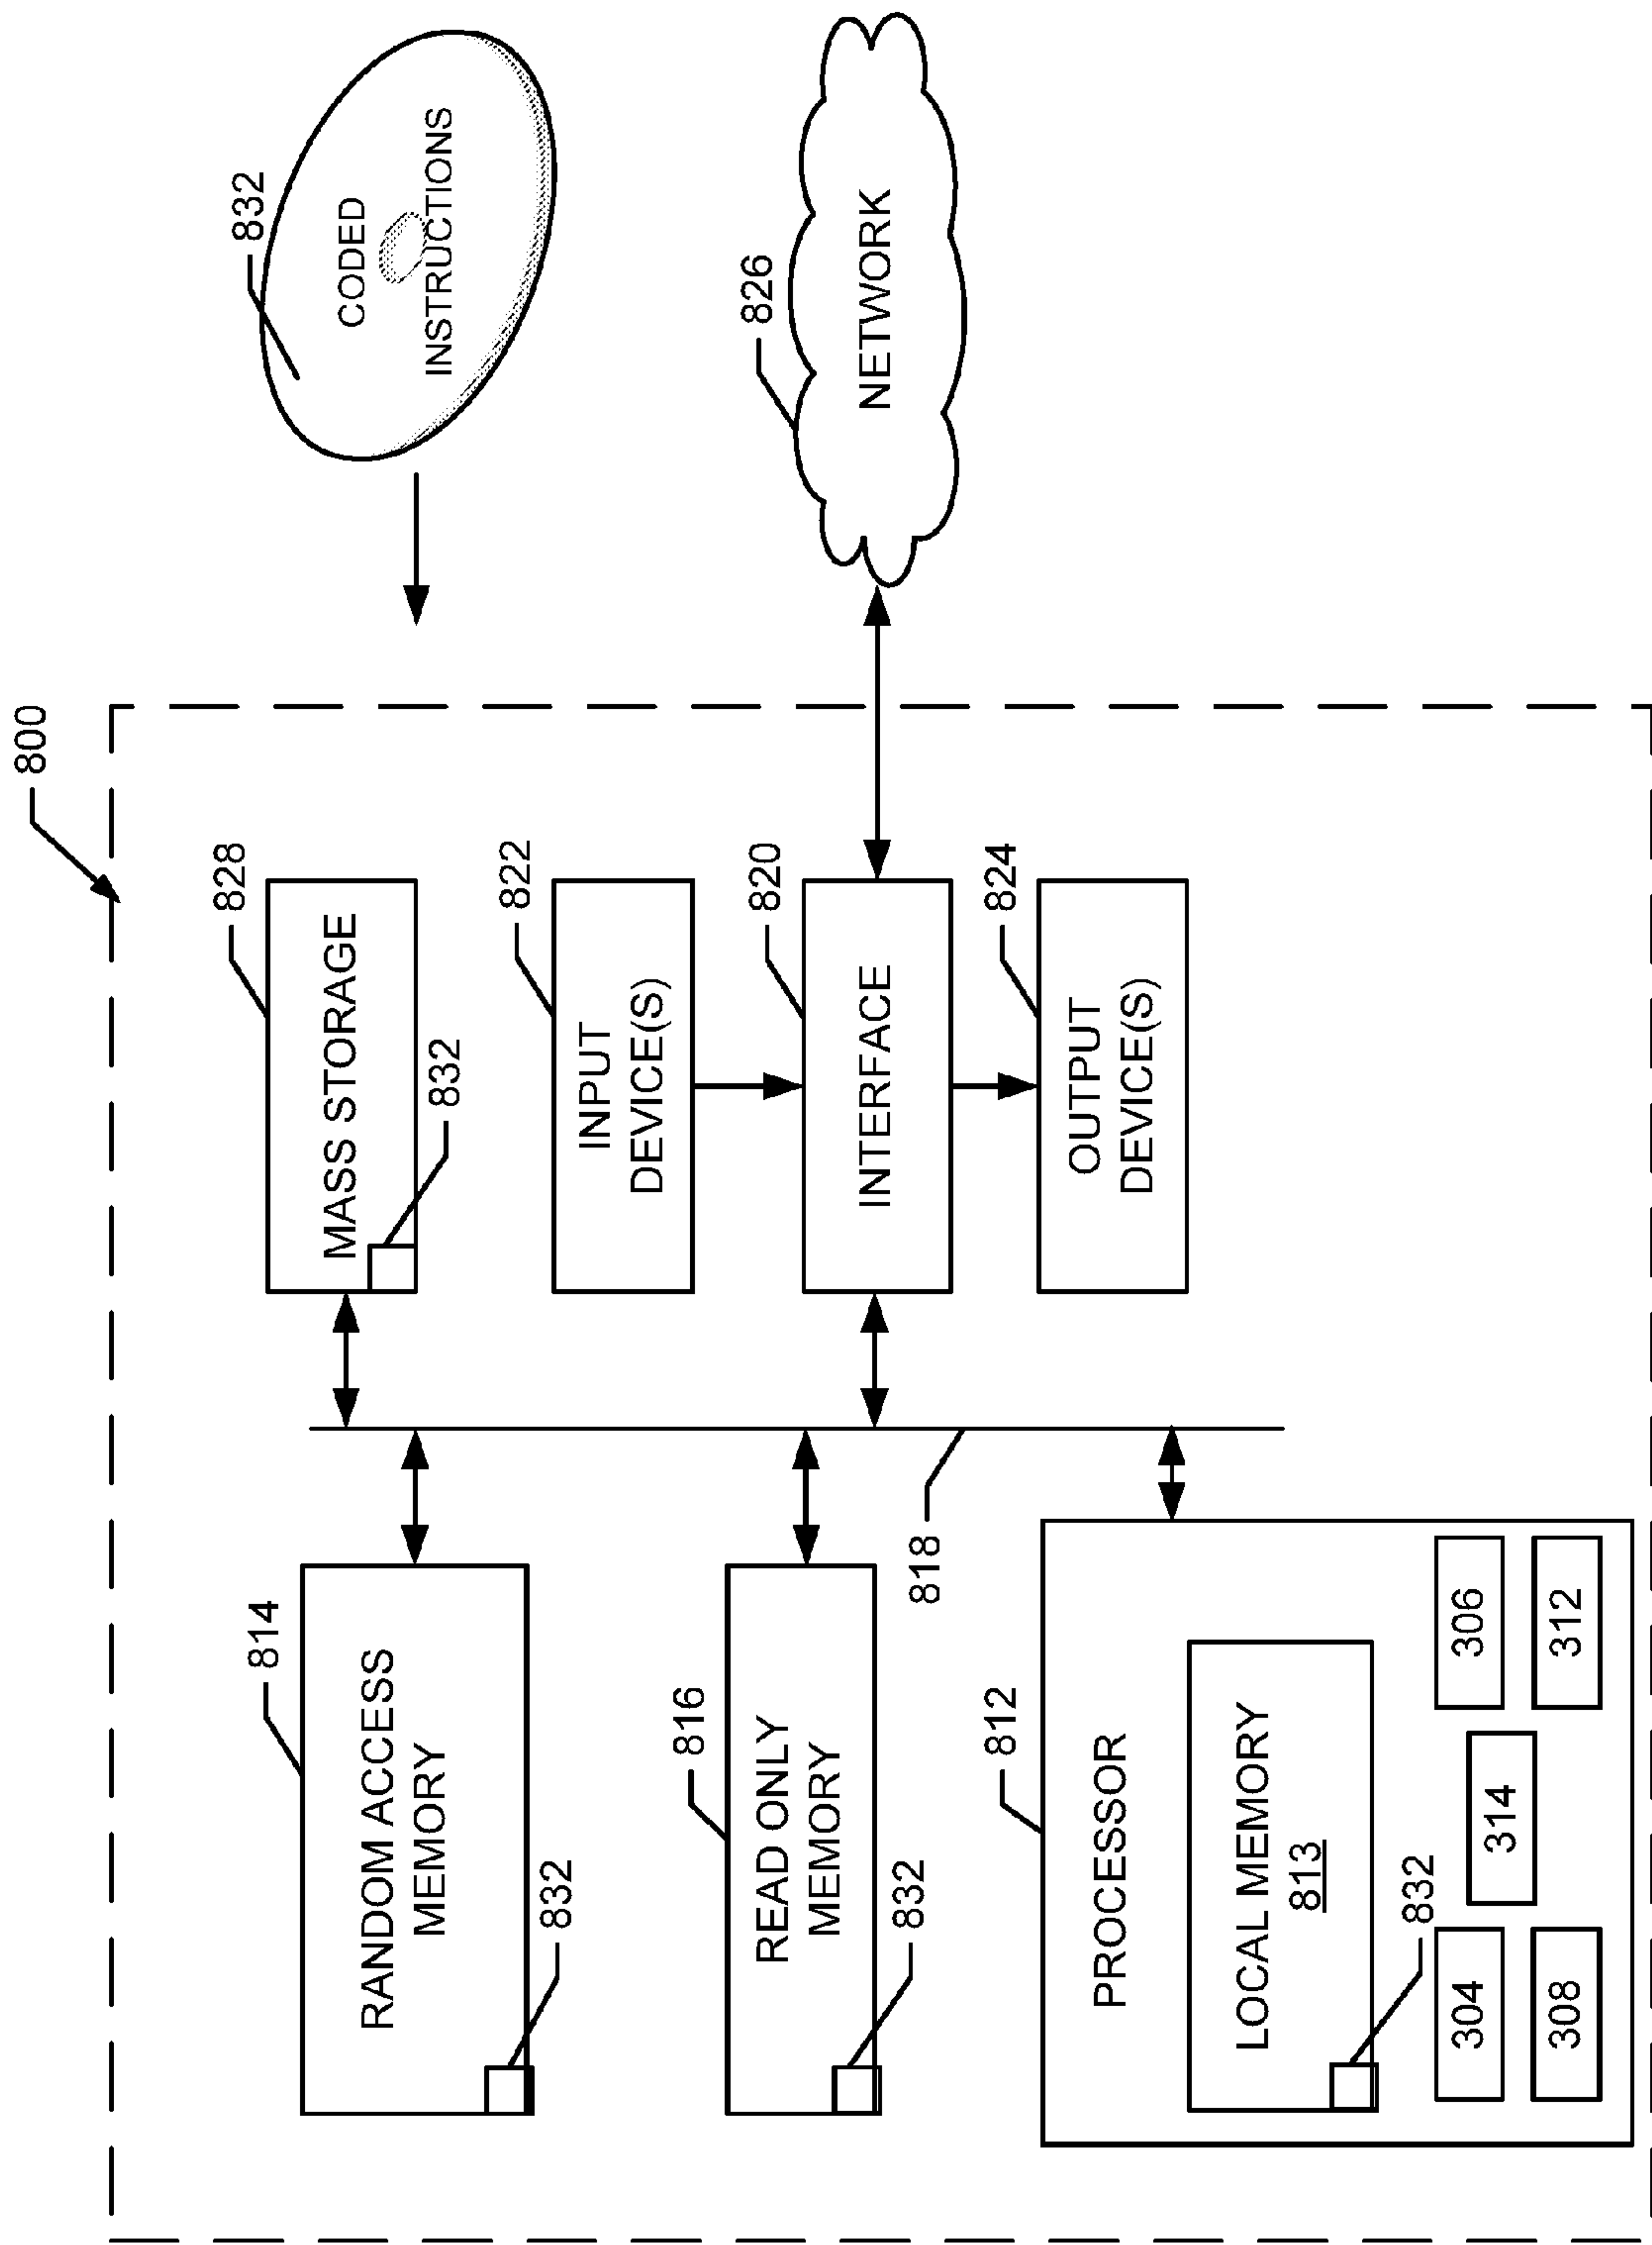 800
832
CODED
INSTRUCTIONS
814
RANDOM ACCESS
MEMORY
832
828
MASS STORAGE
832
816
READ ONLY
MEMORY
832
822
INPUT
DEVICE(S)
826
NETWORK
820
INTERFACE
818
812
PROCESSOR
LOCAL MEMORY
813
832
304
306
314
308
312
824
OUTPUT
DEVICE(S)